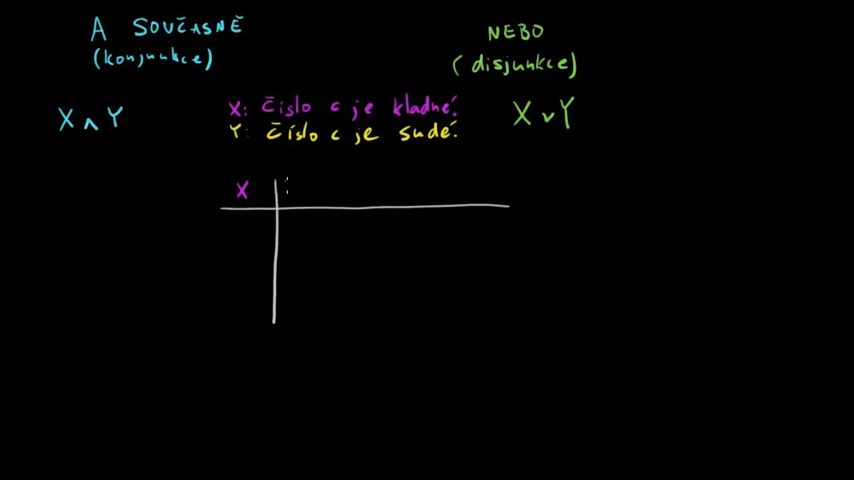 A SOUČASNĚ
(konjunkce)
NEBO
(disjunkce)
X ∧ Y
X: Číslo c je kladné.
Y: Číslo c je sudé.
X ∨ Y
X